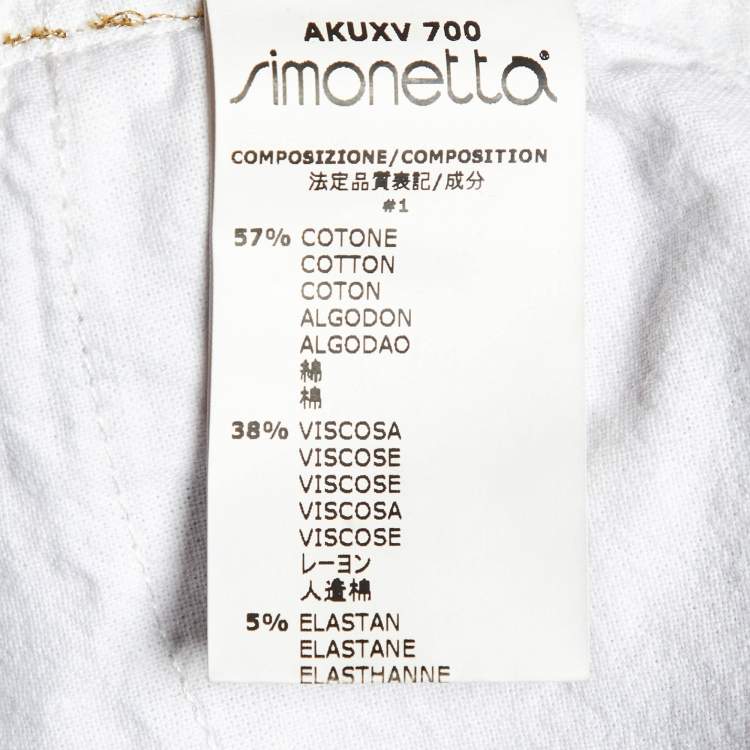 AKUXV 700
simonetta®
COMPOSIZIONE/COMPOSITION
法定品質表記/成分
#1
57% COTONE
COTTON
COTON
ALGODON
ALGODAO
綿
棉
38% VISCOSA
VISCOSE
VISCOSE
VISCOSA
VISCOSE
レーヨン
人造棉
5% ELASTAN
ELASTANE
ELASTHANNE